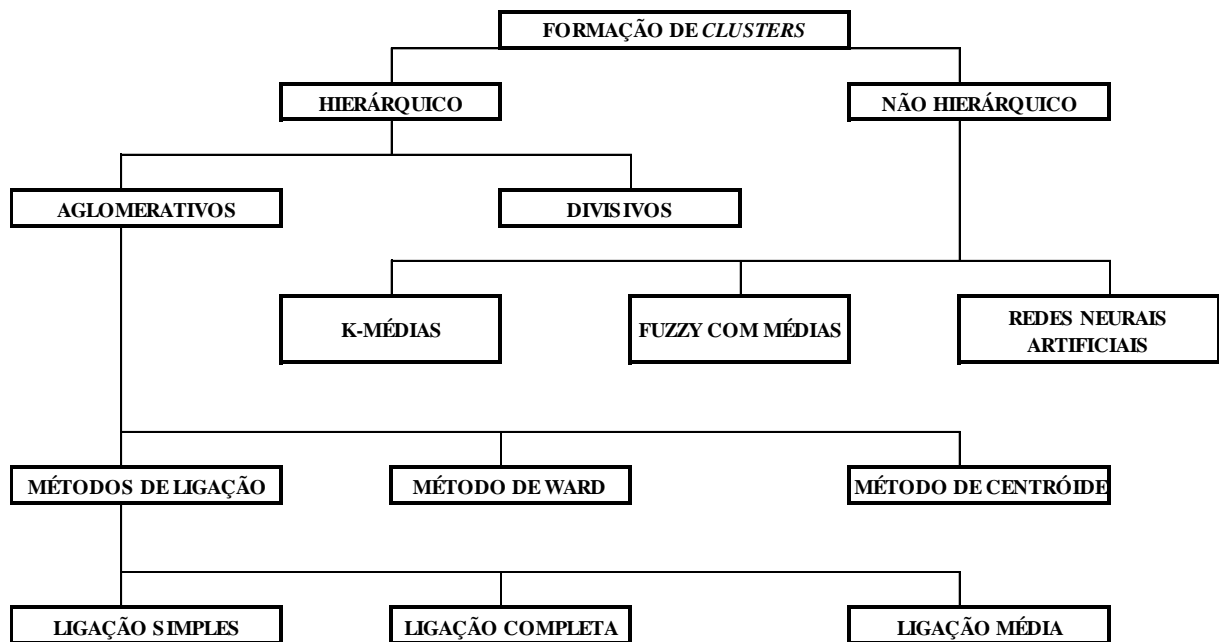 FORMAÇÃO DE CLUSTERS
HIERÁRQUICO
NÃO HIERÁRQUICO
AGLOMERATIVOS
DIVISIVOS
K-MÉDIAS
FUZZY COM MÉDIAS
REDES NEURAIS
ARTIFICIAIS
MÉTODOS DE LIGAÇÃO
MÉTODO DE WARD
MÉTODO DE CENTRÓIDE
LIGAÇÃO SIMPLES
LIGAÇÃO COMPLETA
LIGAÇÃO MÉDIA